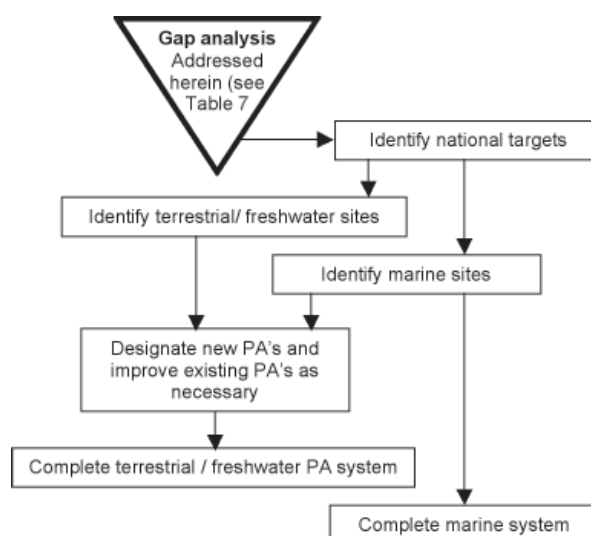 Gap analysis
Addressed
herein (see
Table 7
Identify national targets
Identify terrestrial/ freshwater sites
Identify marine sites
Designate new PA's and
improve existing PA's as
necessary
Complete terrestrial / freshwater PA system
Complete marine system